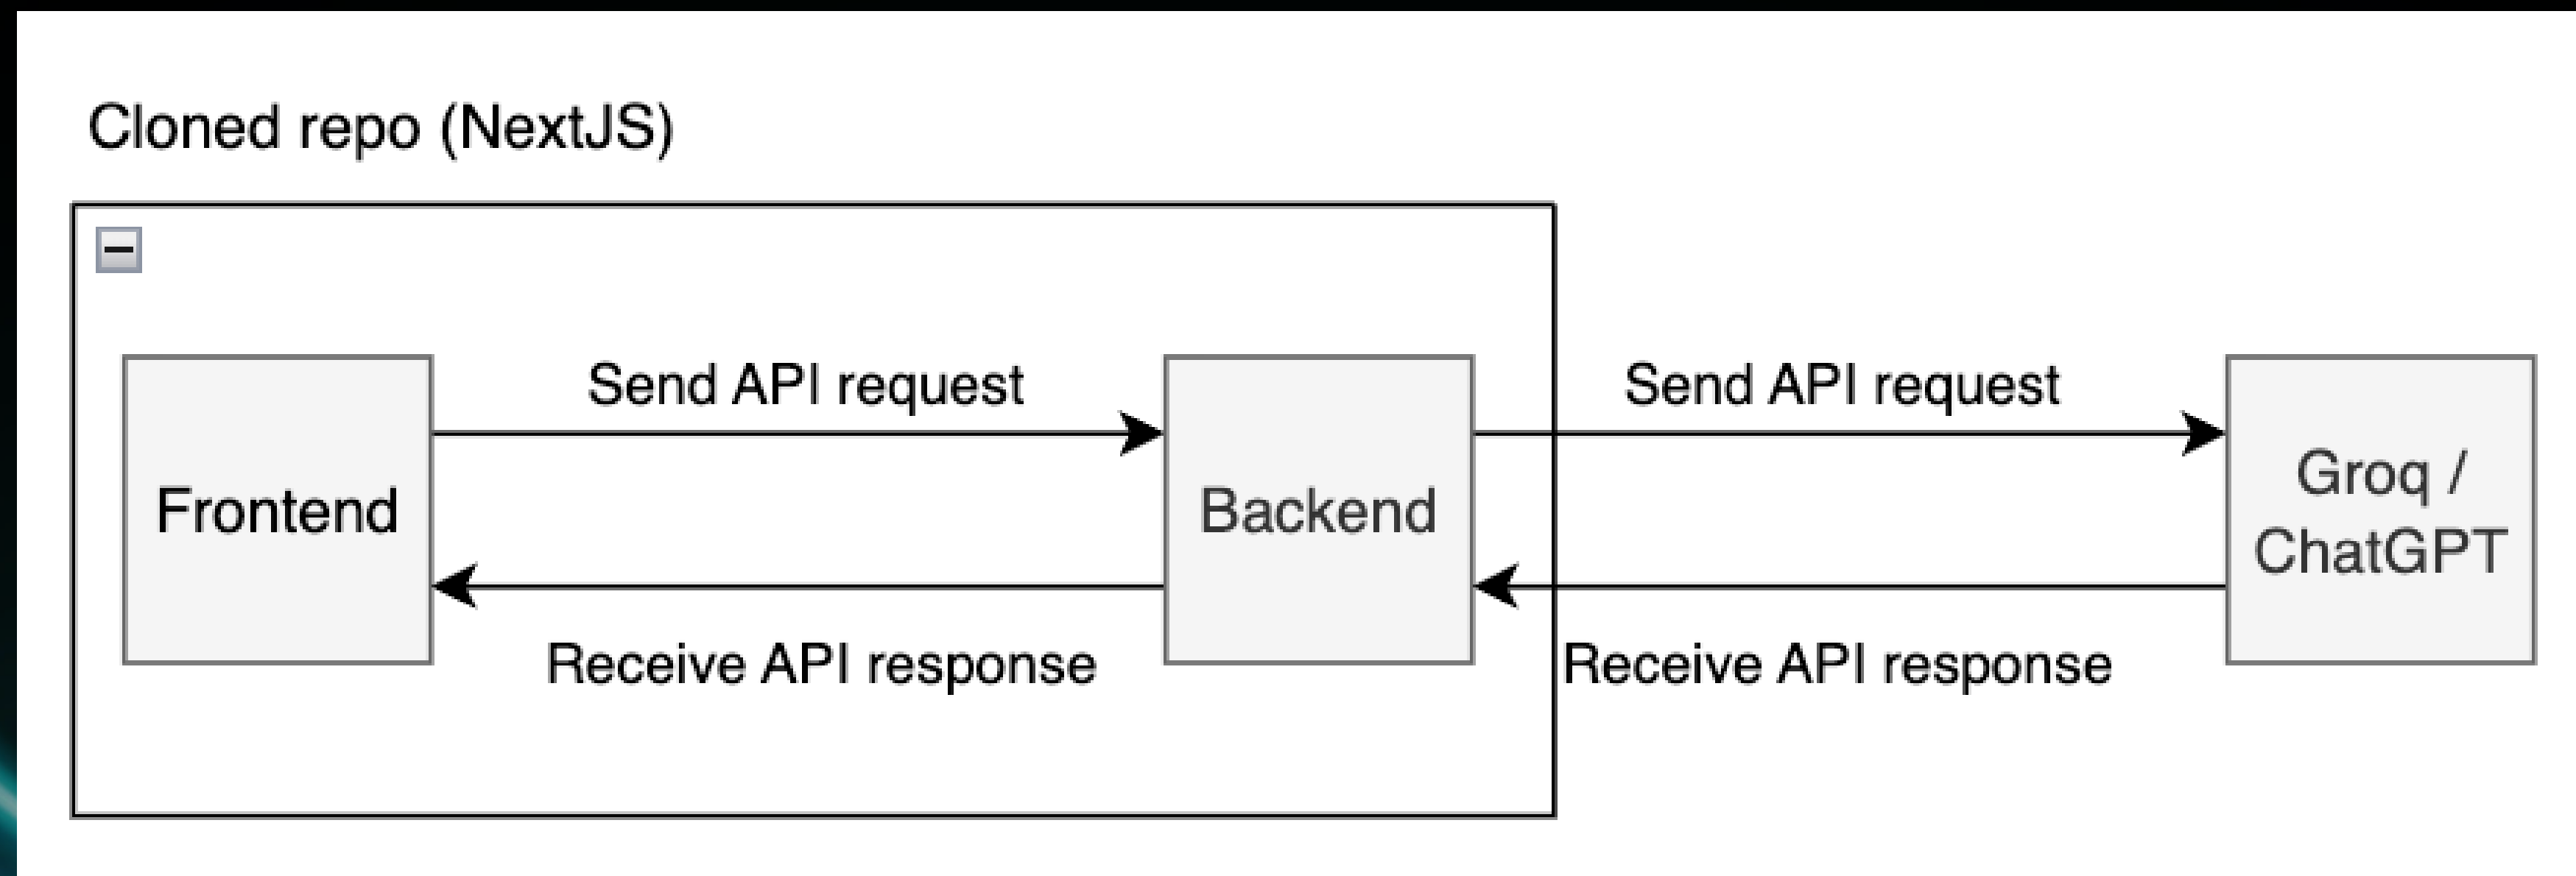 Cloned repo (NextJS)
Send API request
Send API request
Frontend
Backend
Groq /
ChatGPT
Receive API response
Receive API response